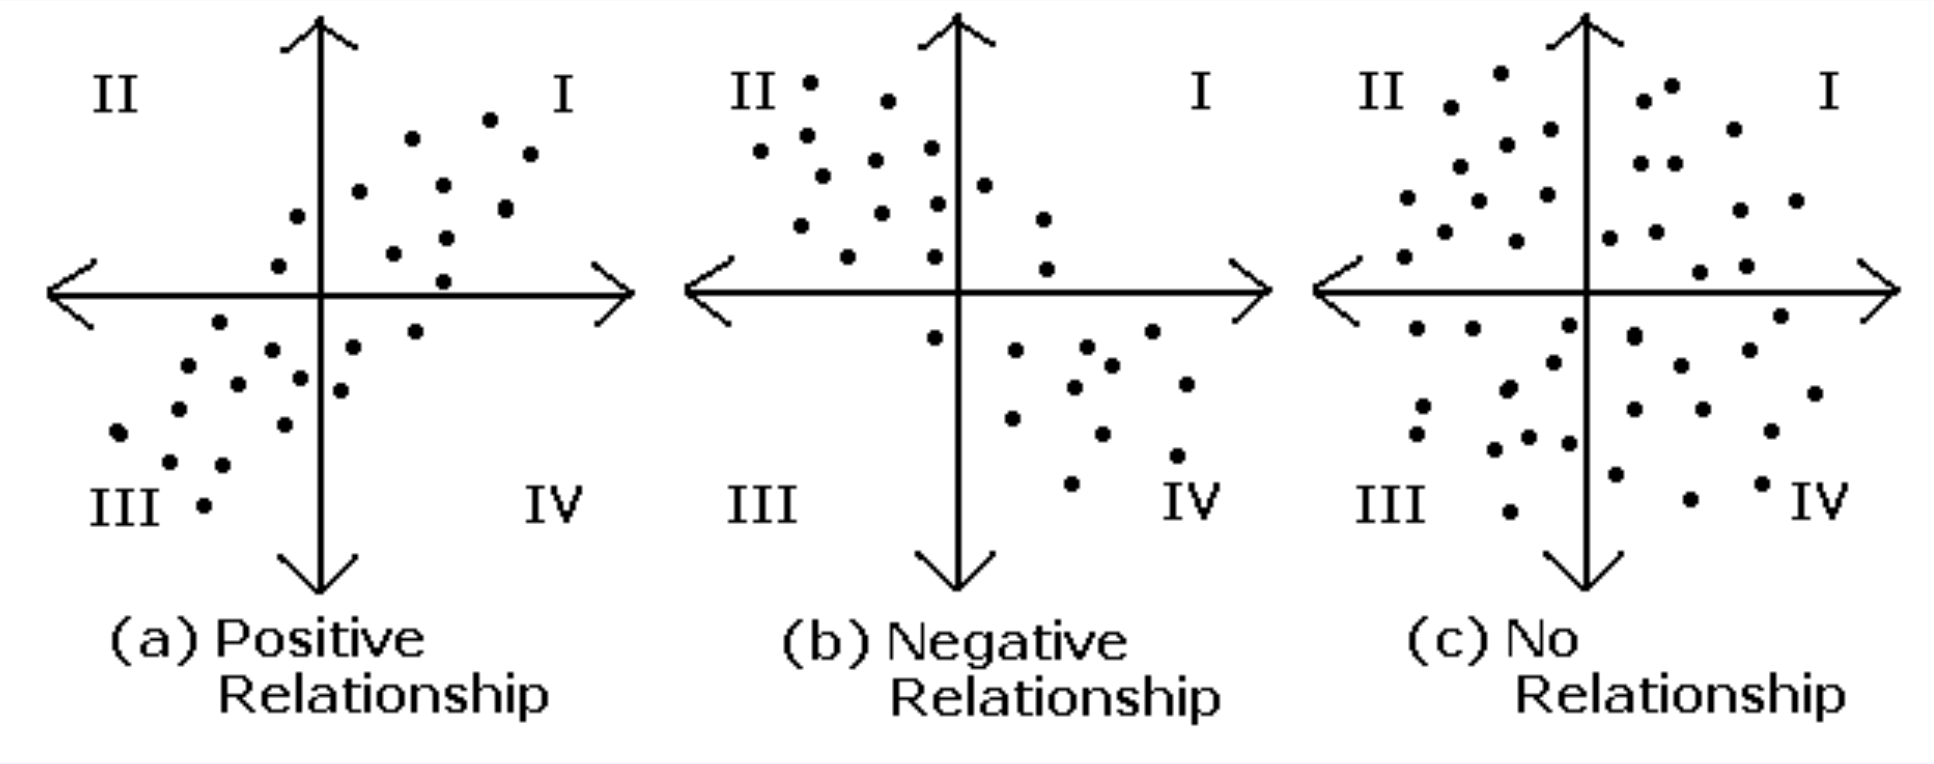 II I
III IV
(a) Positive
Relationship
II I
III IV
(b) Negative
Relationship
II I
III IV
(c) No
Relationship